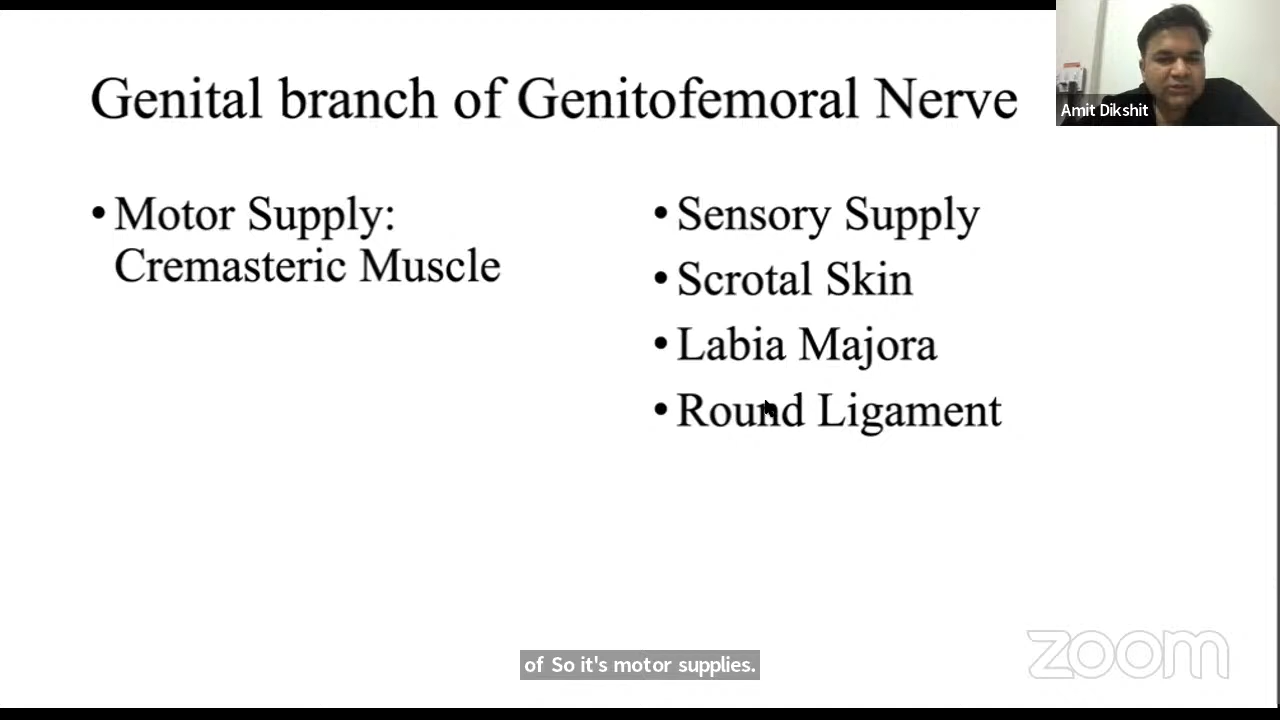 Genital branch of Genitofemoral Nerve
Amit Dikshit
• Motor Supply:
Cremasteric Muscle
• Sensory Supply
• Scrotal Skin
• Labia Majora
• Round Ligament
of So it's motor supplies.
zoom